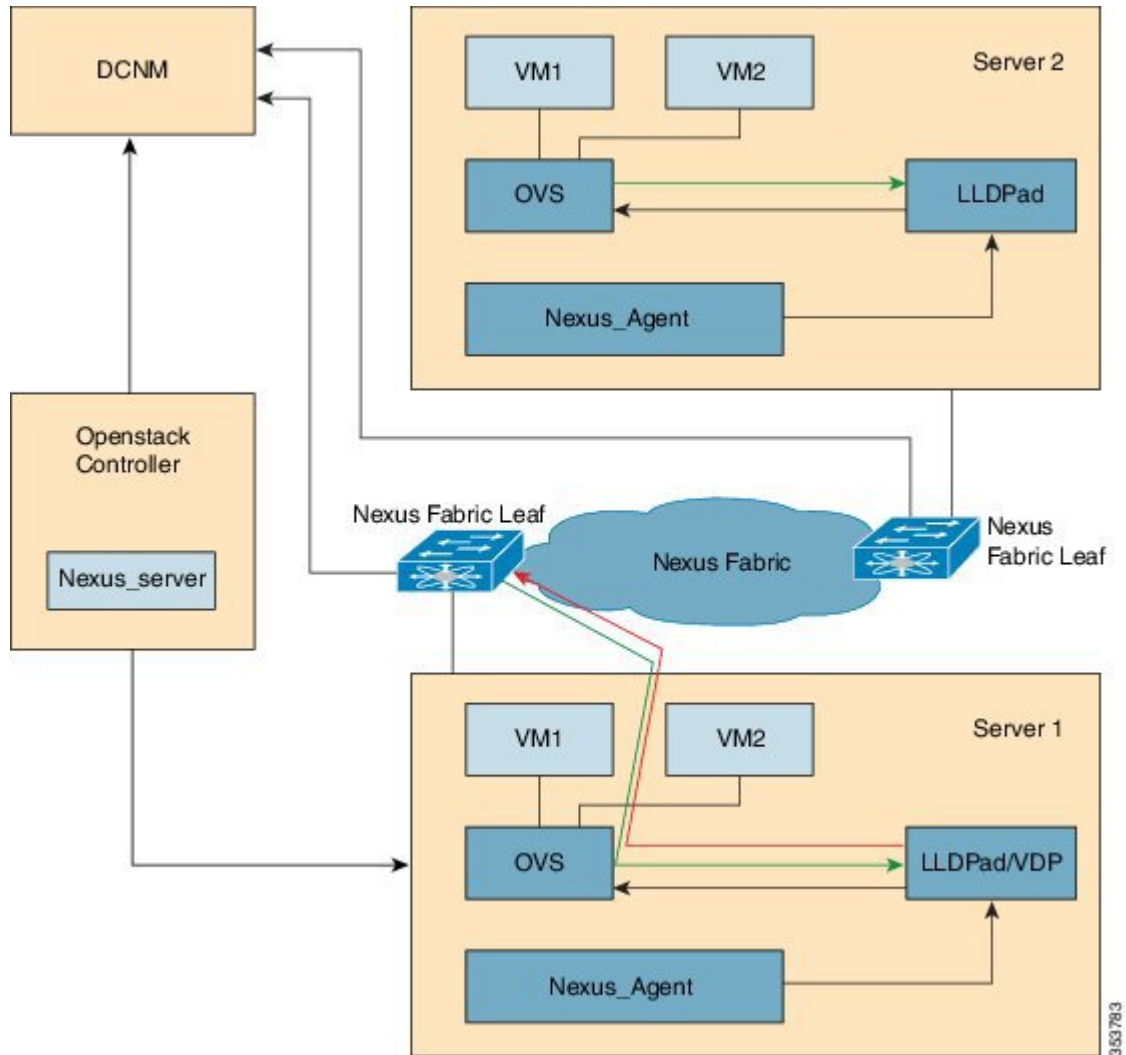 DCNM
VM1
VM2
Server 2
OVS
LLDPad
Nexus_Agent
Openstack
Controller
Nexus_server
Nexus Fabric Leaf
Nexus Fabric
Nexus
Fabric Leaf
VM1
VM2
Server 1
OVS
LLDPad/VDP
Nexus_Agent
353783